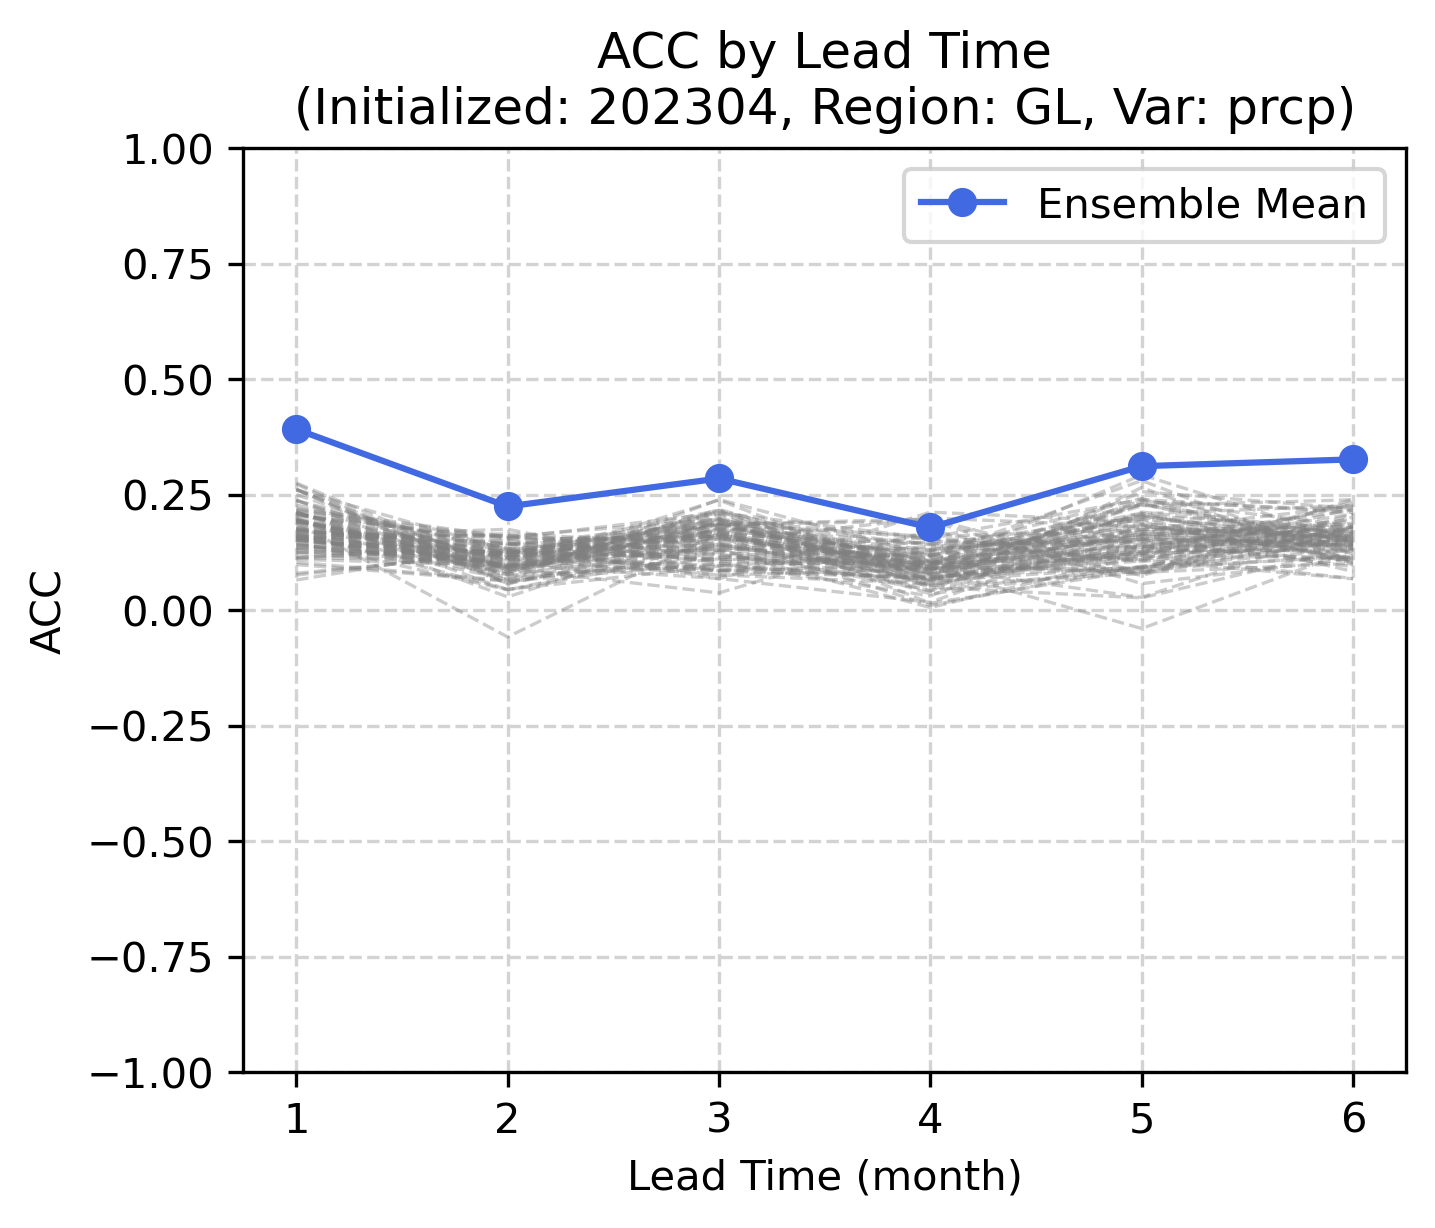 ACC by Lead Time
(Initialized: 202304, Region: GL, Var: prcp)
Ensemble Mean
1.00
0.75
0.50
0.25
0.00
−0.25
−0.50
−0.75
−1.00
ACC
1 2 3 4 5 6
Lead Time (month)